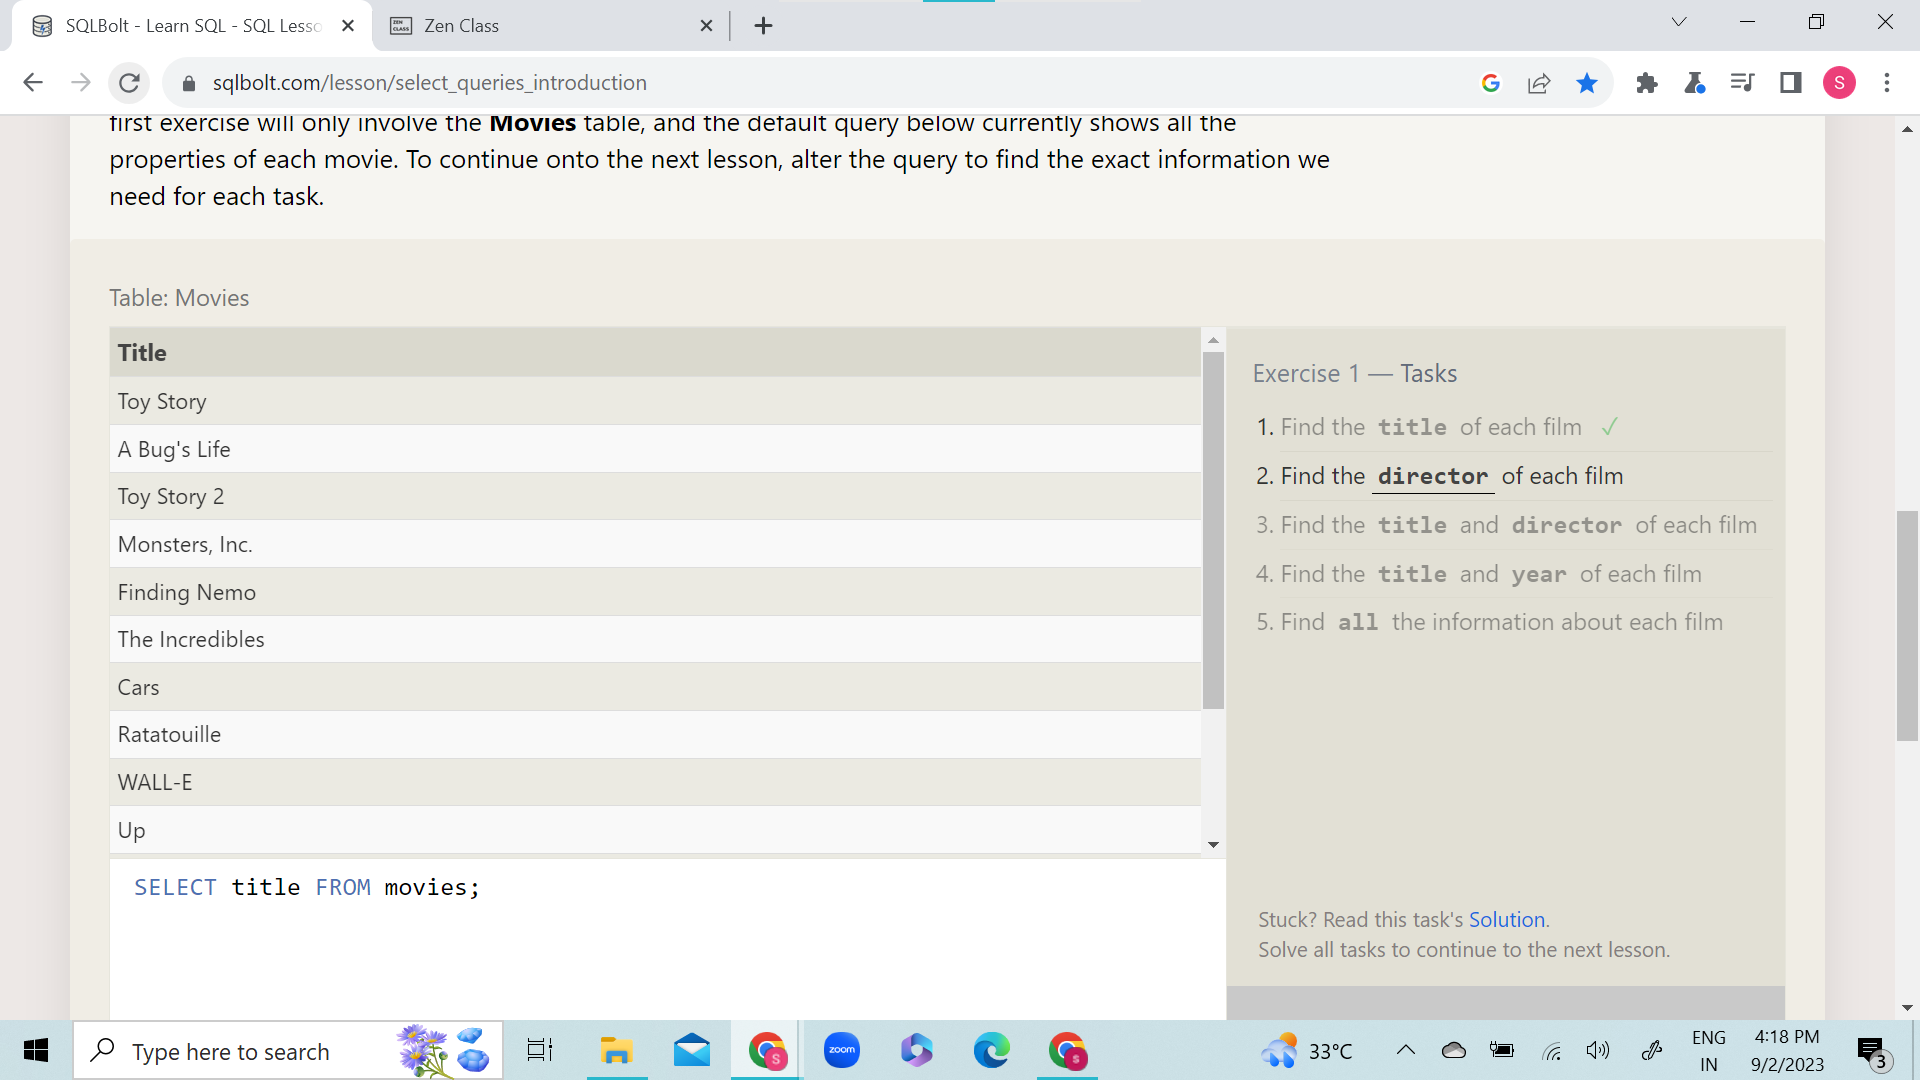 SQLBolt - Learn SQL - SQL Lesso
Zen Class
sqlbolt.com/lesson/select_queries_introduction
S
first exercise will only involve the Movies table, and the default query below currently shows all the
properties of each movie. To continue onto the next lesson, alter the query to find the exact information we
need for each task.
Table: Movies
Title
Toy Story
A Bug's Life
Toy Story 2
Monsters, Inc.
Finding Nemo
The Incredibles
Cars
Ratatouille
WALL-E
Up
SELECT title FROM movies;
Exercise 1 — Tasks
1. Find the title of each film ✓
2. Find the director of each film
3. Find the title and director of each film
4. Find the title and year of each film
5. Find all the information about each film
Stuck? Read this task's Solution.
Solve all tasks to continue to the next lesson.
Type here to search
S
zoom
S
33°C
ENG
IN
4:18 PM
9/2/2023
3